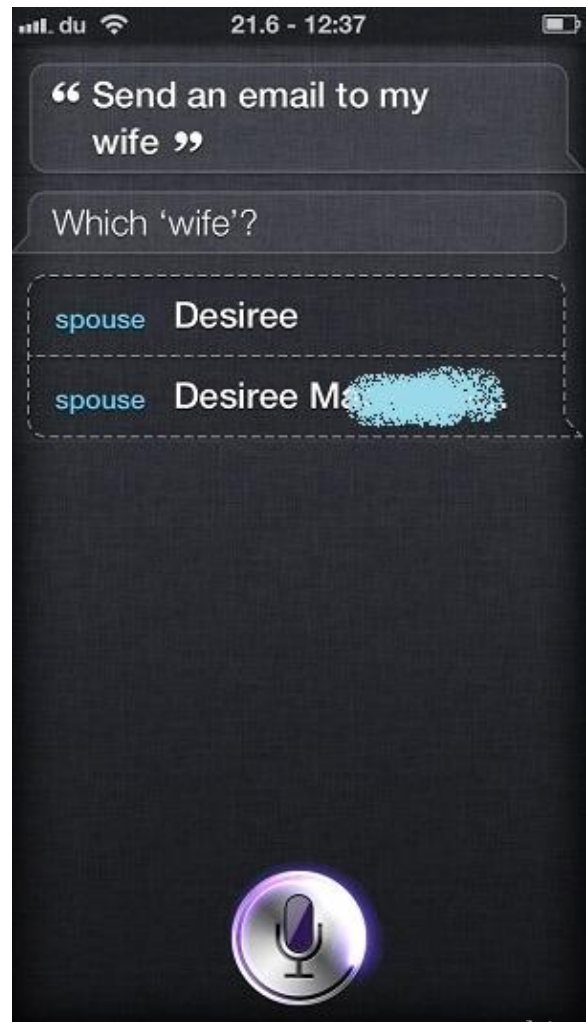 du 21.6 - 12:37
“ Send an email to my
wife ”
Which ‘wife’?
spouse Desiree
spouse Desiree